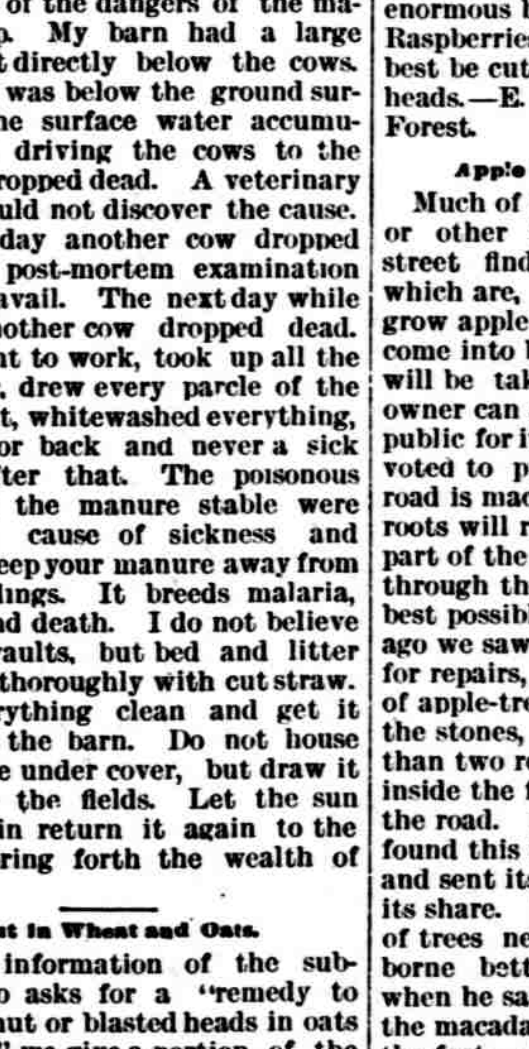 of the dangers of the ma-
p. My barn had a large
t directly below the cows.
was below the ground sur-
he surface water accumu-
driving the cows to the
ropped dead. A veterinary
uld not discover the cause.
day another cow dropped
post-mortem examination
avail. The next day while
nother cow dropped dead.
nt to work, took up all the
, drew every parcle of the
t, whitewashed everything,
or back and never a sick
fter that. The poisonous
the manure stable were
cause of sickness and
eep your manure away from
lings. It breeds malaria,
nd death. I do not believe
vaults, but bed and litter
thoroughly with cut straw.
rything clean and get it
the barn. Do not house
e under cover, but draw it
the fields. Let the sun
in return it again to the
ring forth the wealth of
ut in Wheat and Oats.
information of the sub-
o asks for a "remedy to
nut or blasted heads in oats
" we give a portion of the
enormous
Raspberries
best be cut
heads.—E.
Forest.
Apple
Much of
or other
street find
which are,
grow apple
come into
will be tak
owner can
public for i
voted to p
road is mad
roots will r
part of the
through th
best possib
ago we saw
for repairs,
of apple-tre
the stones,
than two r
inside the f
the road.
found this
and sent its
its share.
of trees ne
borne bett
when he sa
the macada